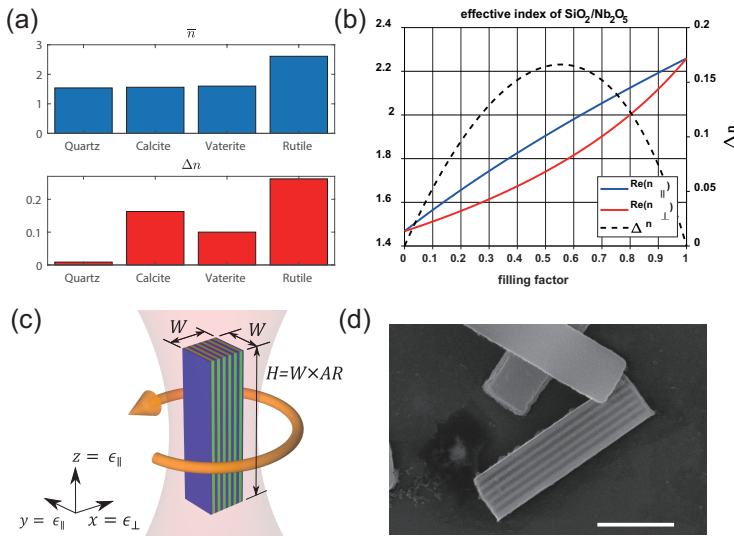 (a)
n̅
3
2
1
0
Quartz Calcite Vaterite Rutile
Δn
0.2
0.1
0
Quartz Calcite Vaterite Rutile
(b)
effective index of SiO₂/Nb₂O₅
2.4 0.2
2.2 0.15
2 0.1
1.8
1.6 0.05
1.4 0
Δn
Re(n∥)
Re(n⊥)
Δn
0 0.1 0.2 0.3 0.4 0.5 0.6 0.7 0.8 0.9 1
filling factor
(c)
W W
H=W×AR
z = ϵ∥
y = ϵ∥ x = ϵ⊥
(d)